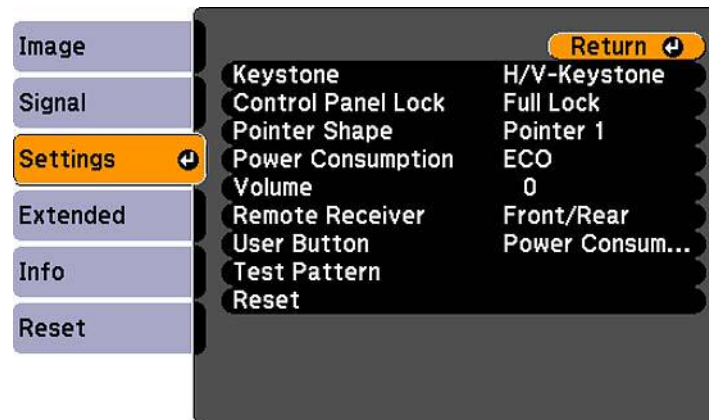 Image
Signal
Settings
Extended
Info
Reset
Return
Keystone H/V-Keystone
Control Panel Lock Full Lock
Pointer Shape Pointer 1
Power Consumption ECO
Volume 0
Remote Receiver Front/Rear
User Button Power Consum...
Test Pattern
Reset